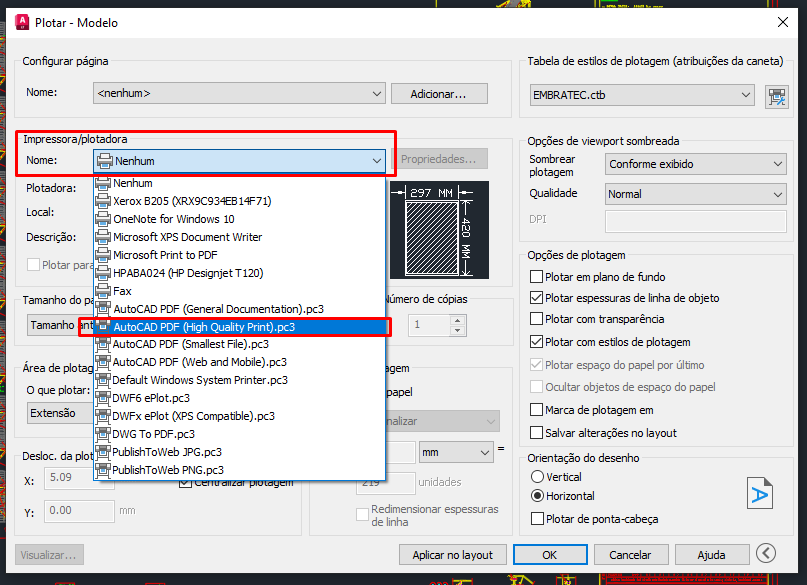 Plotar - Modelo
Configurar página
Nome:
<nenhum>
Adicionar...
Impressora/plotadora
Nome:
Nenhum
Propriedades...
Plotadora:
Local:
Descrição:
Plotar para
297 MM
420 MM
Nenhum
Xerox B205 (XRX9C934EB14F71)
OneNote for Windows 10
Microsoft XPS Document Writer
Microsoft Print to PDF
HPABA024 (HP Designjet T120)
Fax
AutoCAD PDF (General Documentation).pc3
AutoCAD PDF (High Quality Print).pc3
AutoCAD PDF (Smallest File).pc3
AutoCAD PDF (Web and Mobile).pc3
Default Windows System Printer.pc3
DWF6 ePlot.pc3
DWFx ePlot (XPS Compatible).pc3
DWG To PDF.pc3
PublishToWeb JPG.pc3
PublishToWeb PNG.pc3
Tamanho do pa
Tamanho ant
Número de cópias
1
Área de plotag
O que plotar:
Extensão
agem
papel
nalizar
mm
=
219
unidades
Redimensionar espessuras
de linha
Desloc. da plot
X:
5.09
Centralizar plotagem
Y:
0.00
mm
Visualizar...
Tabela de estilos de plotagem (atribuições da caneta)
EMBRATEC.ctb
Opções de viewport sombreada
Sombrear
plotagem
Conforme exibido
Qualidade
Normal
DPI
Opções de plotagem
Plotar em plano de fundo
Plotar espessuras de linha de objeto
Plotar com transparência
Plotar com estilos de plotagem
Plotar espaço do papel por último
Ocultar objetos de espaço do papel
Marca de plotagem em
Salvar alterações no layout
Orientação do desenho
Vertical
Horizontal
Plotar de ponta-cabeça
A
Aplicar no layout
OK
Cancelar
Ajuda